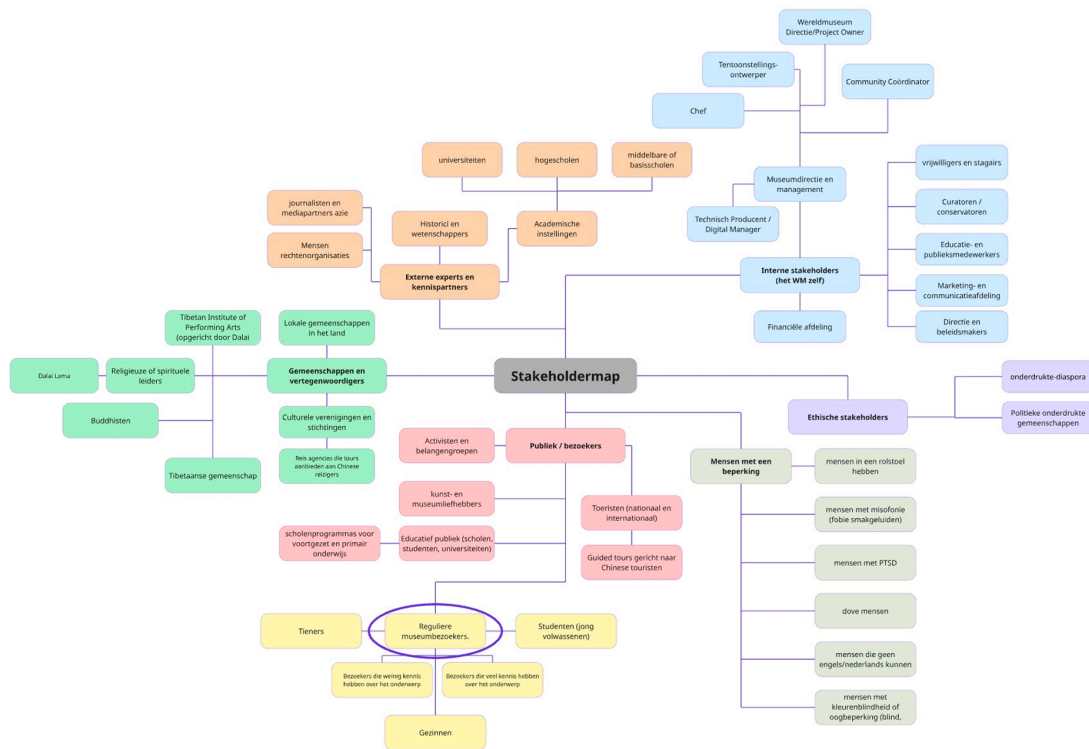 Wereldmuseum
Directie/Project Owner
Tentoonstellings-
ontwerper
Community Coördinator
Chef
universiteiten
hogescholen
middelbare of
basisscholen
vrijwilligers en stagairs
Museumdirectie en
management
journalisten en
mediapartners azie
Curatoren /
conservatoren
Historici en
wetenschappers
Academische
instellingen
Technisch Producent /
Digital Manager
Mensen
rechtenorganisaties
Educatie- en
publieksmedewerkers
Externe experts en
kennispartners
Interne stakeholders
(het WM zelf)
Marketing- en
communicatieafdeling
Tibetan Institute of
Performing Arts
(opgericht door Dalai
Lokale gemeenschappen
in het land
Financiële afdeling
Directie en
beleidsmakers
Dalai Lama
Religieuze of spirituele
leiders
Gemeenschappen en
vertegenwoordigers
Stakeholdermap
onderdrukte-diaspora
Buddhisten
Culturele verenigingen en
stichtingen
Ethische stakeholders
Politieke onderdrukte
gemeenschappen
Activisten en
belangengroepen
Publiek / bezoekers
Tibetaanse gemeenschap
Reis agencies die tours
aanbieden aan Chinese
reizigers
Mensen met een
beperking
mensen in een rolstoel
hebben
kunst- en
museumliefhebbers
Toeristen (nationaal en
internationaal)
mensen met misofonie
(fobie smakgeluiden)
scholenprogrammas voor
voortgezet en primair
onderwijs
Educatief publiek (scholen,
studenten, universiteiten)
Guided tours gericht naar
Chinese touristen
mensen met PTSD
dove mensen
Tieners
Reguliere
museumbezoekers.
Studenten (jong
volwassenen)
mensen die geen
engels/nederlands kunnen
Bezoekers die weinig kennis
hebben over het onderwerp
Bezoekers die veel kennis hebben
over het onderwerp
mensen met
kleurenblindheid of
oogbeperking (blind,
Gezinnen